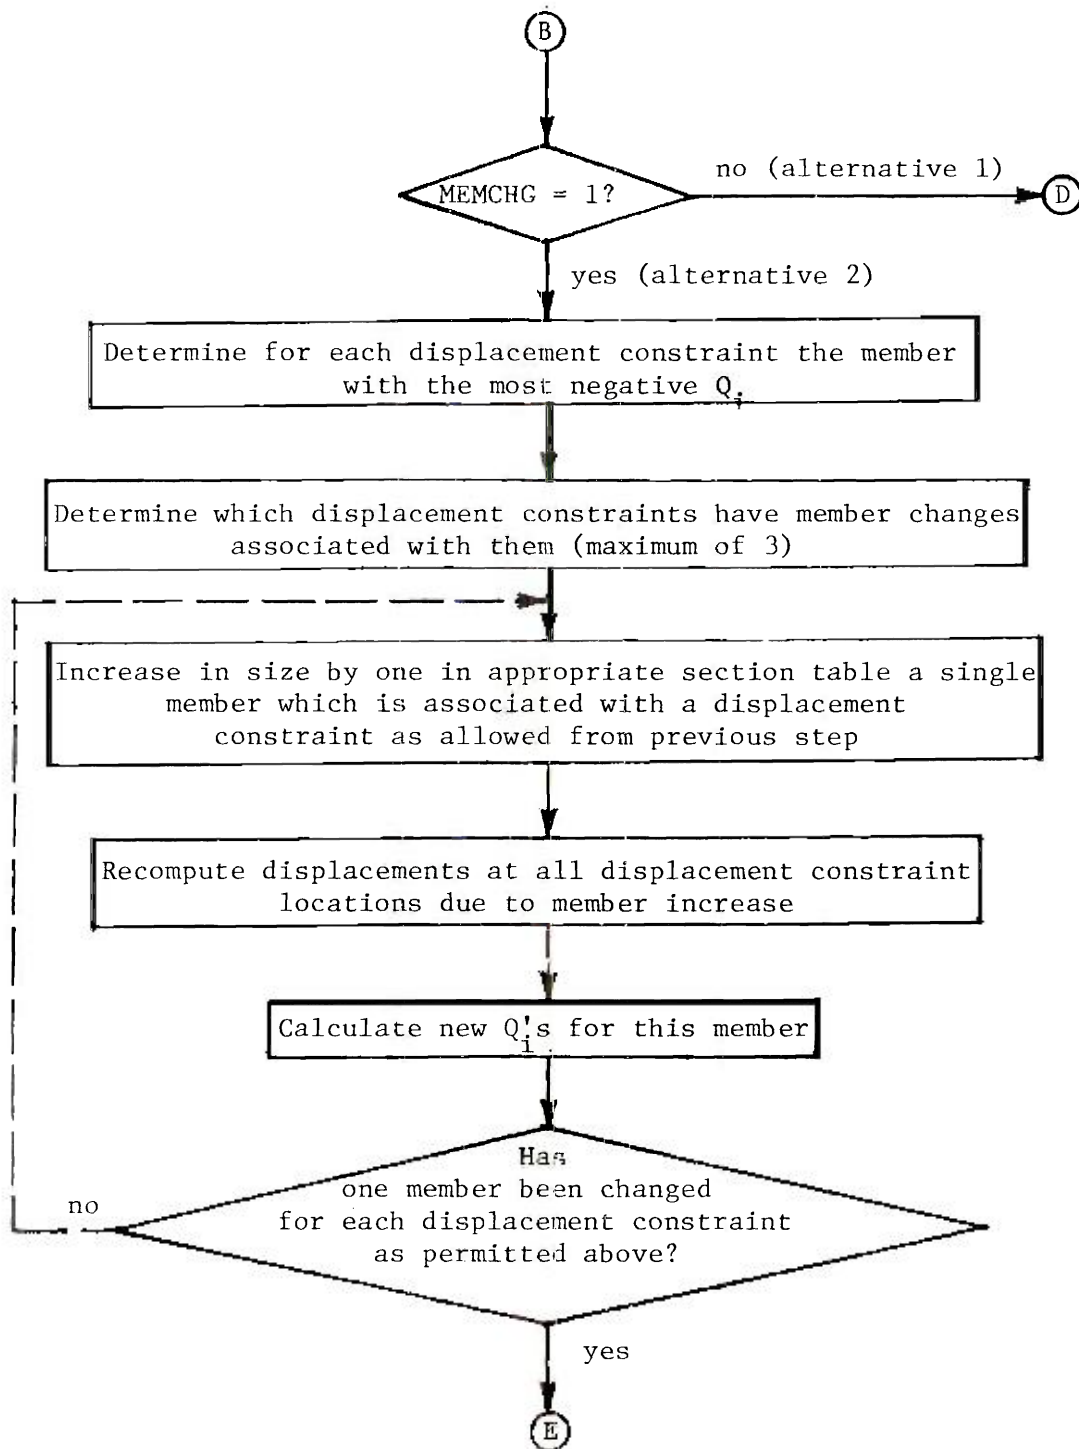 B
MEMCHG = 1?
no (alternative 1)
D
yes (alternative 2)
Determine for each displacement constraint the member
with the most negative Qi
Determine which displacement constraints have member changes
associated with them (maximum of 3)
Increase in size by one in appropriate section table a single
member which is associated with a displacement
constraint as allowed from previous step
Recompute displacements at all displacement constraint
locations due to member increase
Calculate new Qi's for this member
Has
one member been changed
for each displacement constraint
as permitted above?
no
yes
E